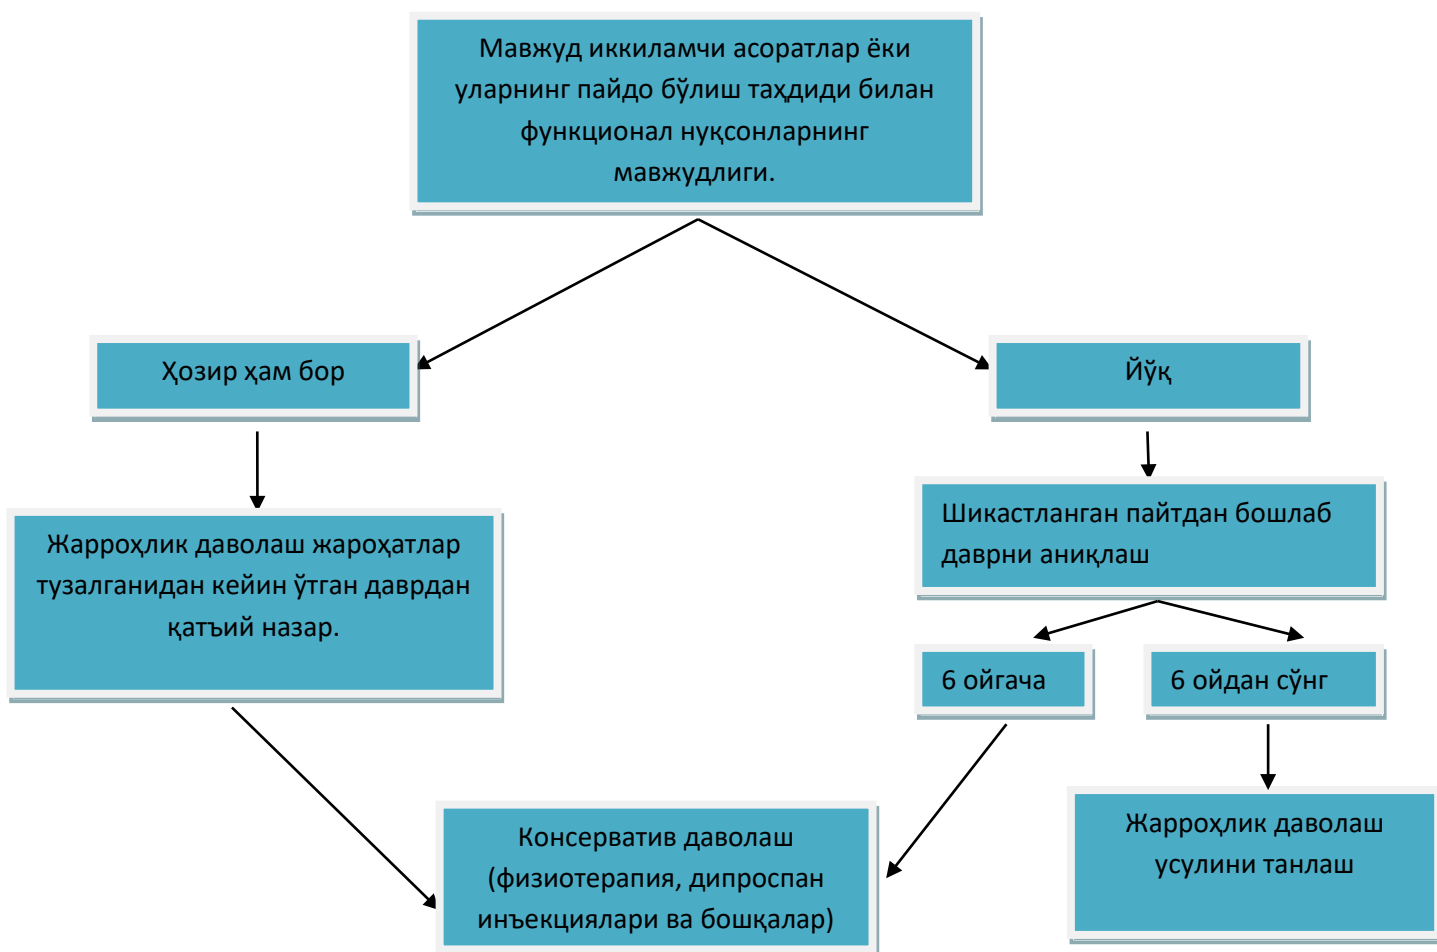 Мавжуд иккиламчи асоратлар ёки
уларнинг пайдо бўлиш таҳдиди билан
функционал нуқсонларнинг
мавжудлиги.
Ҳозир ҳам бор
Йўқ
Жарроҳлик даволаш жароҳатлар
тузалганидан кейин ўтган даврдан
қатъий назар.
Шикастланган пайтдан бошлаб
даврни аниқлаш
6 ойгача
6 ойдан сўнг
Консерватив даволаш
(физиотерапия, дипроспан
инъекциялари ва бошқалар)
Жарроҳлик даволаш
усулини танлаш